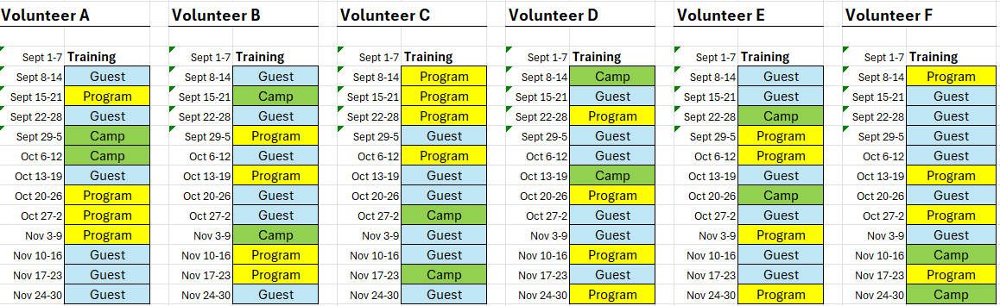 Volunteer A Volunteer B Volunteer C Volunteer D Volunteer E Volunteer F
Sept 1-7 Training Sept 1-7 Training Sept 1-7 Training Sept 1-7 Training Sept 1-7 Training Sept 1-7 Training
Sept 8-14 Guest Sept 8-14 Guest Sept 8-14 Program Sept 8-14 Camp Sept 8-14 Guest Sept 8-14 Program
Sept 15-21 Program Sept 15-21 Camp Sept 15-21 Program Sept 15-21 Guest Sept 15-21 Guest Sept 15-21 Guest
Sept 22-28 Guest Sept 22-28 Guest Sept 22-28 Program Sept 22-28 Program Sept 22-28 Camp Sept 22-28 Guest
Sept 29-5 Camp Sept 29-5 Program Sept 29-5 Guest Sept 29-5 Guest Sept 29-5 Program Sept 29-5 Guest
Oct 6-12 Camp Oct 6-12 Guest Oct 6-12 Program Oct 6-12 Guest Oct 6-12 Program Oct 6-12 Guest
Oct 13-19 Guest Oct 13-19 Program Oct 13-19 Guest Oct 13-19 Camp Oct 13-19 Guest Oct 13-19 Program
Oct 20-26 Program Oct 20-26 Guest Oct 20-26 Guest Oct 20-26 Program Oct 20-26 Camp Oct 20-26 Guest
Oct 27-2 Program Oct 27-2 Guest Oct 27-2 Camp Oct 27-2 Guest Oct 27-2 Guest Oct 27-2 Program
Nov 3-9 Program Nov 3-9 Camp Nov 3-9 Guest Nov 3-9 Guest Nov 3-9 Program Nov 3-9 Guest
Nov 10-16 Guest Nov 10-16 Program Nov 10-16 Guest Nov 10-16 Program Nov 10-16 Guest Nov 10-16 Camp
Nov 17-23 Guest Nov 17-23 Program Nov 17-23 Camp Nov 17-23 Guest Nov 17-23 Guest Nov 17-23 Program
Nov 24-30 Guest Nov 24-30 Guest Nov 24-30 Guest Nov 24-30 Program Nov 24-30 Program Nov 24-30 Camp